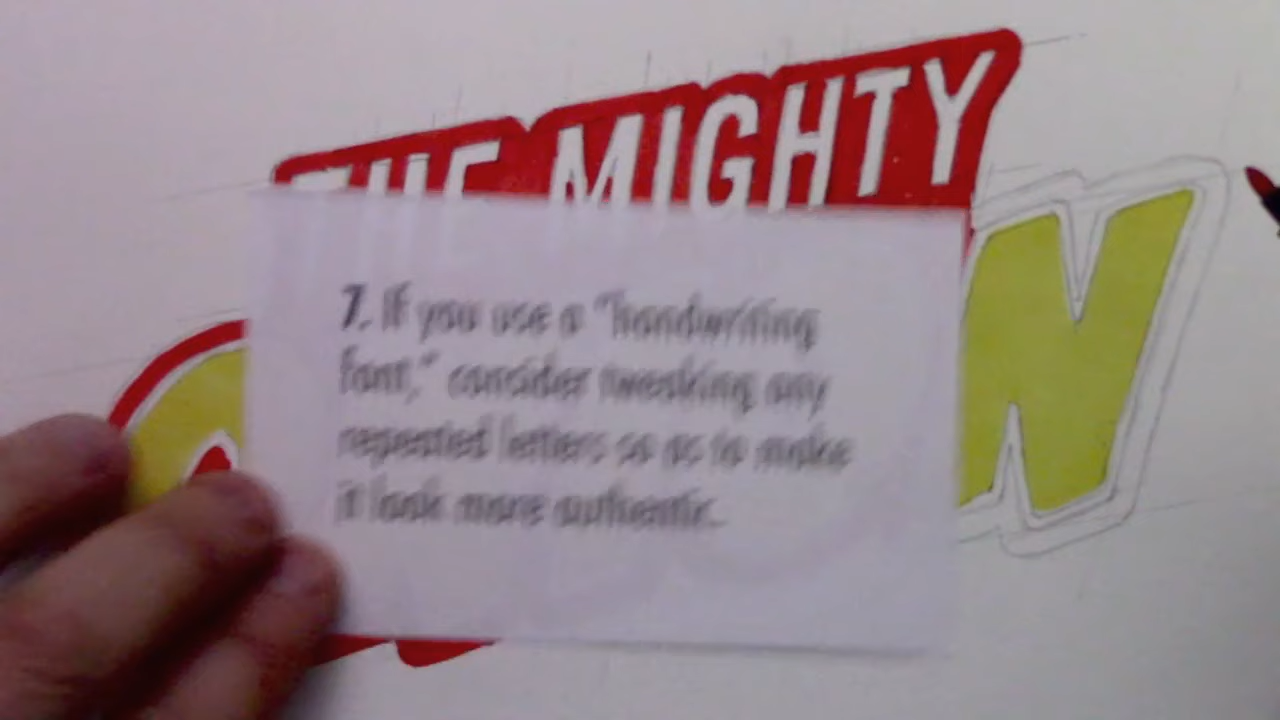 THE MIGHTY
N
7. If you use a "handwriting
font," consider tweaking any
repeated letters so as to make
it look more authentic.